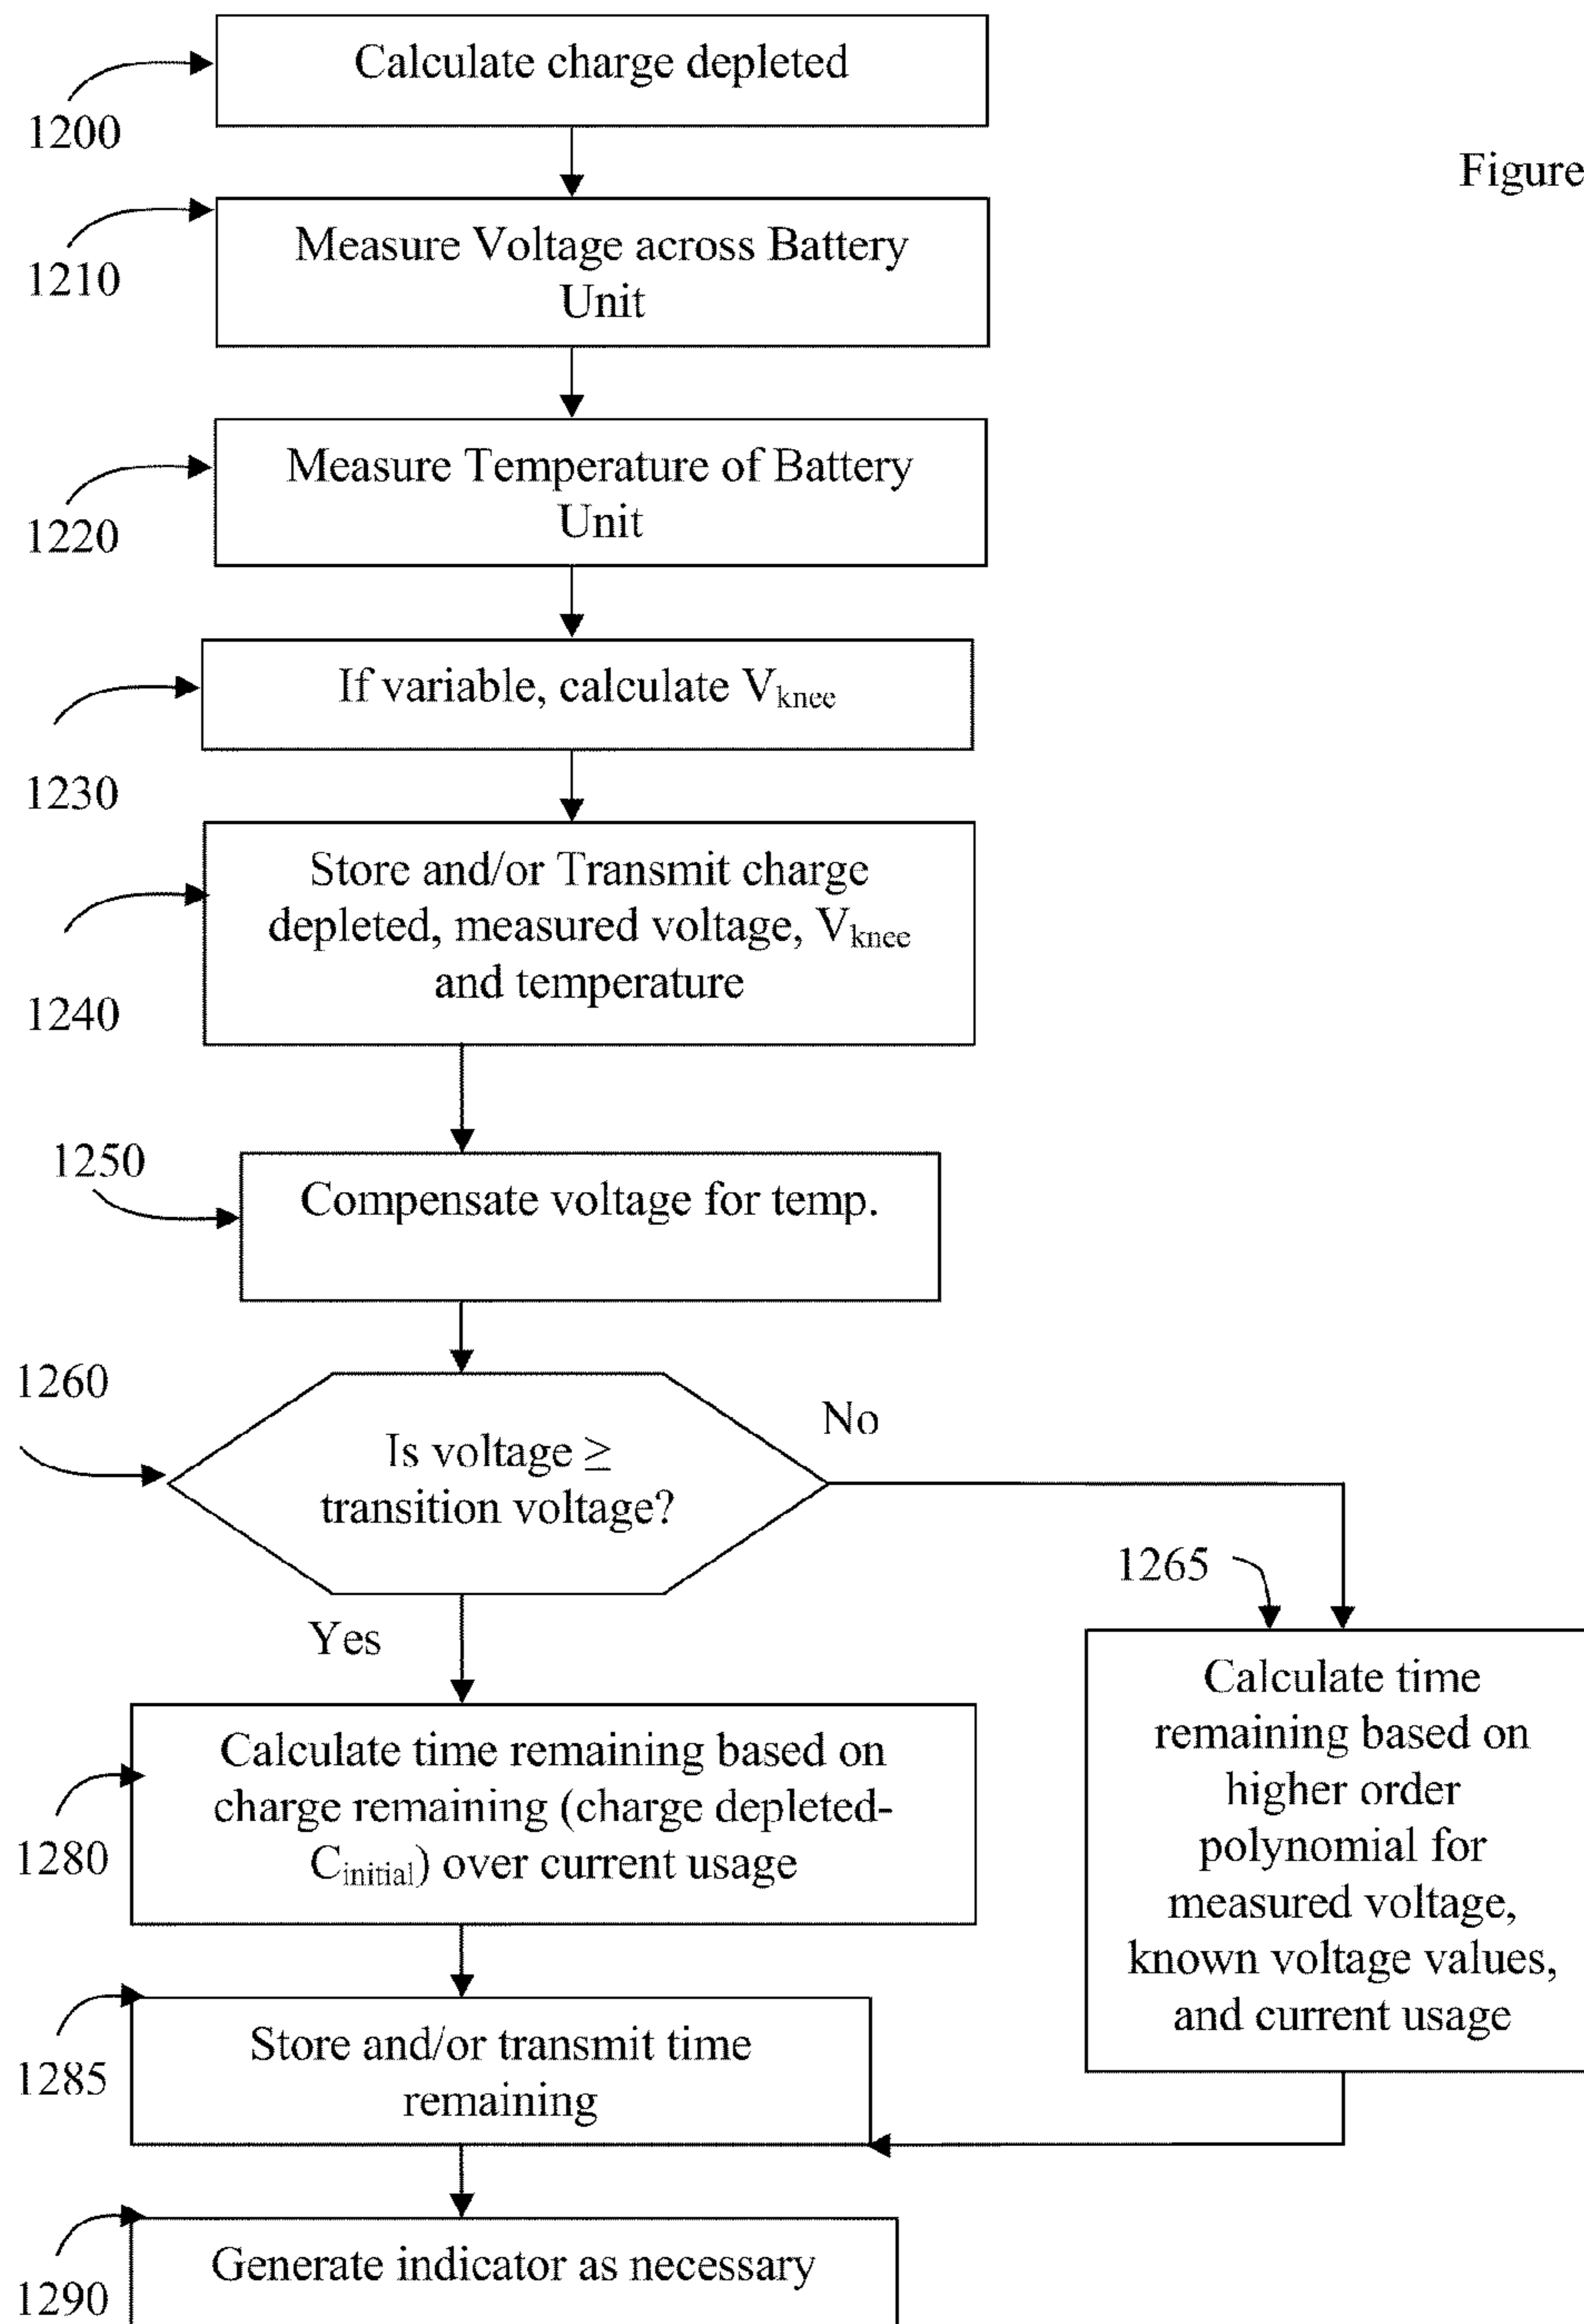 Calculate charge depleted
1200
Figure
Measure Voltage across Battery
Unit
1210
Measure Temperature of Battery
Unit
1220
If variable, calculate Vknee
1230
Store and/or Transmit charge
depleted, measured voltage, Vknee
and temperature
1240
1250
Compensate voltage for temp.
1260
Is voltage ≥
transition voltage?
No
Yes
1265
Calculate time
remaining based on
higher order
polynomial for
measured voltage,
known voltage values,
and current usage
Calculate time remaining based on
charge remaining (charge depleted-
Cinitial) over current usage
1280
Store and/or transmit time
remaining
1285
Generate indicator as necessary
1290